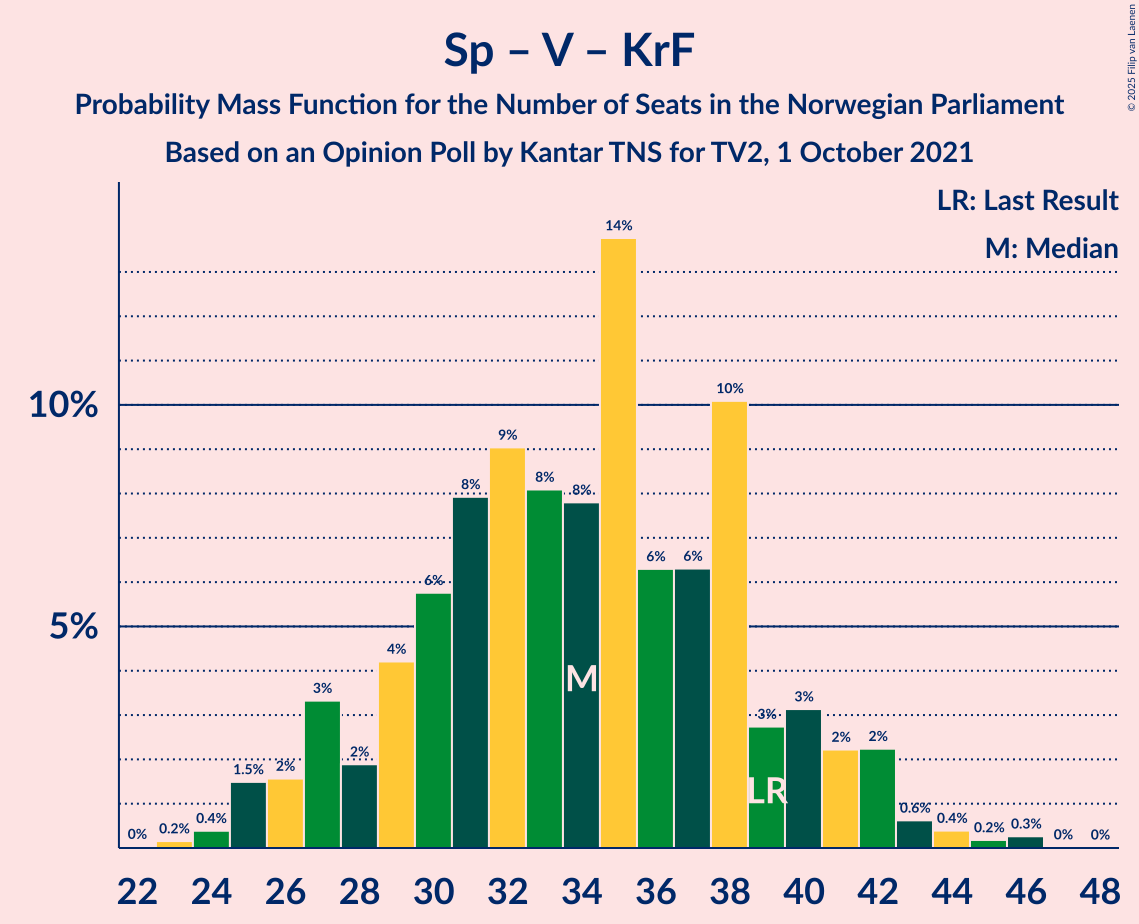 Sp – V – KrF
Probability Mass Function for the Number of Seats in the Norwegian Parliament
Based on an Opinion Poll by Kantar TNS for TV2, 1 October 2021
© 2025 Filip van Laenen
LR: Last Result
M: Median
10%
5%
0% 0.2% 0.4% 1.5% 2% 3% 2% 4% 6% 8% 9% 8% 8% 14% 6% 6% 10% 3% 3% 2% 2% 0.6% 0.4% 0.2% 0.3% 0% 0%
M
LR
22 24 26 28 30 32 34 36 38 40 42 44 46 48